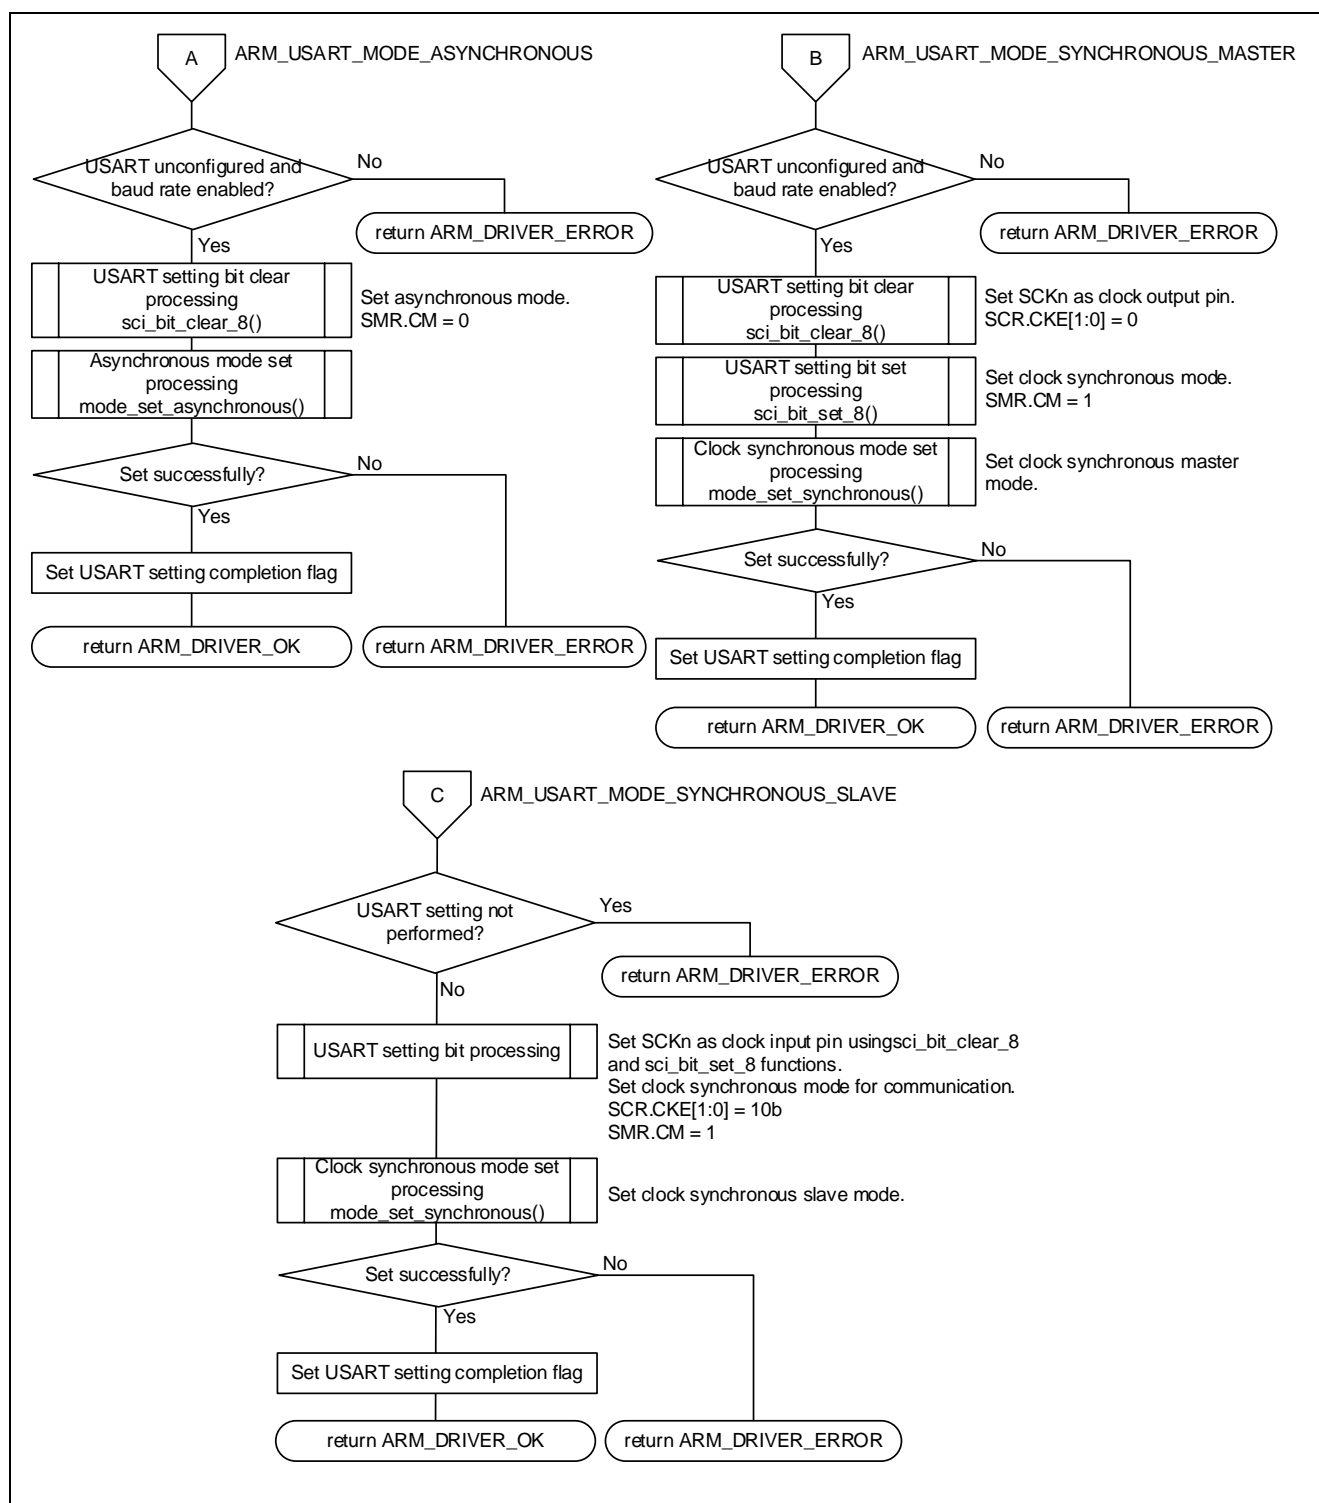 A
ARM_USART_MODE_ASYNCHRONOUS
USART unconfigured and
baud rate enabled?
No
return ARM_DRIVER_ERROR
Yes
USART setting bit clear
processing
sci_bit_clear_8()
Set asynchronous mode.
SMR.CM = 0
Asynchronous mode set
processing
mode_set_asynchronous()
Set successfully?
No
Yes
Set USART setting completion flag
return ARM_DRIVER_OK
return ARM_DRIVER_ERROR
B
ARM_USART_MODE_SYNCHRONOUS_MASTER
USART unconfigured and
baud rate enabled?
No
return ARM_DRIVER_ERROR
Yes
USART setting bit clear
processing
sci_bit_clear_8()
Set SCKn as clock output pin.
SCR.CKE[1:0] = 0
USART setting bit set
processing
sci_bit_set_8()
Set clock synchronous mode.
SMR.CM = 1
Clock synchronous mode set
processing
mode_set_synchronous()
Set clock synchronous master
mode.
Set successfully?
No
Yes
Set USART setting completion flag
return ARM_DRIVER_OK
return ARM_DRIVER_ERROR
C
ARM_USART_MODE_SYNCHRONOUS_SLAVE
USART setting not
performed?
Yes
return ARM_DRIVER_ERROR
No
USART setting bit processing
Set SCKn as clock input pin usingsci_bit_clear_8
and sci_bit_set_8 functions.
Set clock synchronous mode for communication.
SCR.CKE[1:0] = 10b
SMR.CM = 1
Clock synchronous mode set
processing
mode_set_synchronous()
Set clock synchronous slave mode.
Set successfully?
No
Yes
Set USART setting completion flag
return ARM_DRIVER_OK
return ARM_DRIVER_ERROR